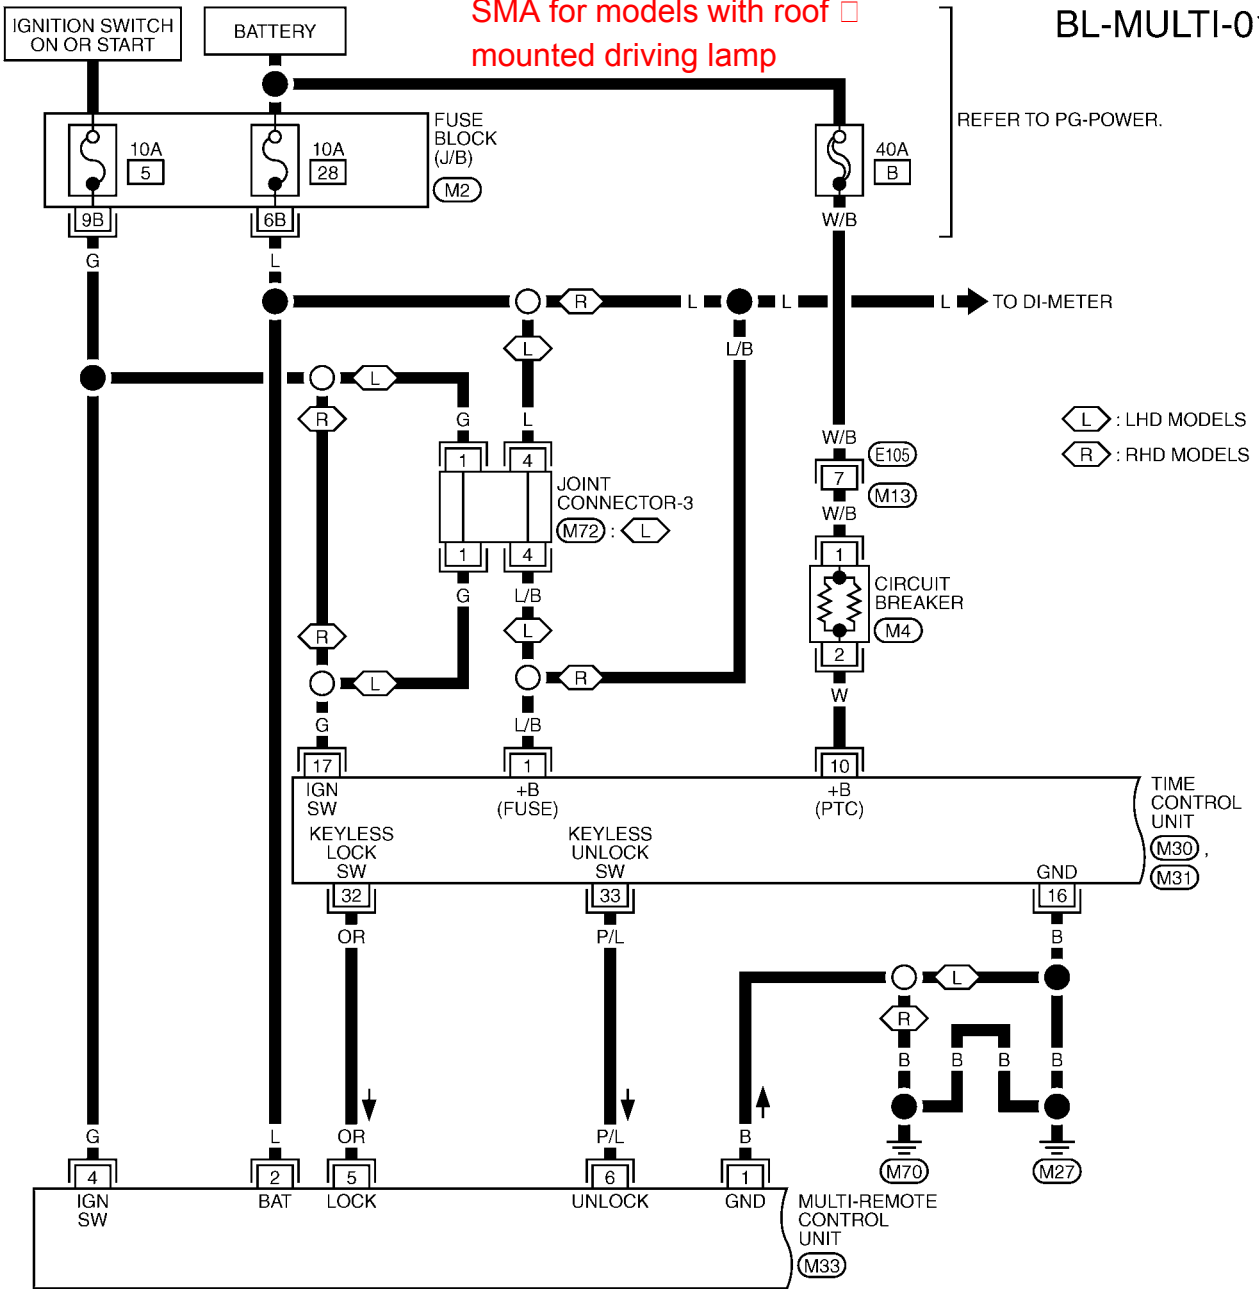 SMA for models with roof
mounted driving lamp
BL-MULTI-0
IGNITION SWITCH
ON OR START
BATTERY
REFER TO PG-POWER.
FUSE
BLOCK
(J/B)
M2
10A
5
10A
28
40A
B
9B
6B
W/B
G
L
R
L
L
L
TO DI-METER
L
L/B
L
R
G
L
W/B
E105
L : LHD MODELS
R : RHD MODELS
1
4
7
M13
JOINT
CONNECTOR-3
M72 : L
W/B
1
4
1
G
L/B
CIRCUIT
BREAKER
M4
R
L
2
L
R
W
G
L/B
17
1
10
IGN
SW
+B
(FUSE)
+B
(PTC)
TIME
CONTROL
UNIT
M30 ,
M31
KEYLESS
LOCK
SW
KEYLESS
UNLOCK
SW
GND
32
33
16
OR
P/L
B
L
R
B
B
B
B
G
L
OR
P/L
B
4
2
5
6
1
M70
M27
IGN
SW
BAT
LOCK
UNLOCK
GND
MULTI-REMOTE
CONTROL
UNIT
M33